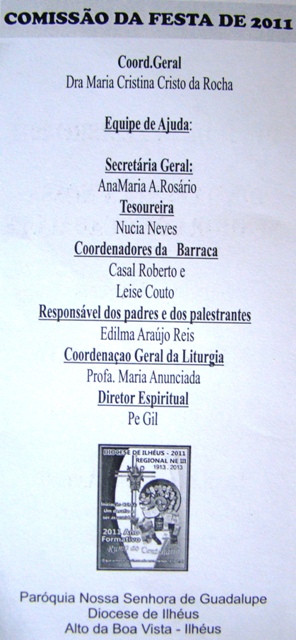 COMISSÃO DA FESTA DE 2011
Coord.Geral
Dra Maria Cristina Cristo da Rocha
Equipe de Ajuda:
Secretária Geral:
AnaMaria A.Rosário
Tesoureira
Nucia Neves
Coordenadores da Barraca
Casal Roberto e
Leise Couto
Responsável dos padres e dos palestrantes
Edilma Araújo Reis
Coordenaçao Geral da Liturgia
Profa. Maria Anunciada
Diretor Espiritual
Pe Gil
DIOCESE DE ILHÉUS - 2011
REGIONAL NE III
1913 2013
Formativo
Paróquia Nossa Senhora de Guadalupe
Diocese de Ilhéus
Alto da Boa Vista - Ilhéus